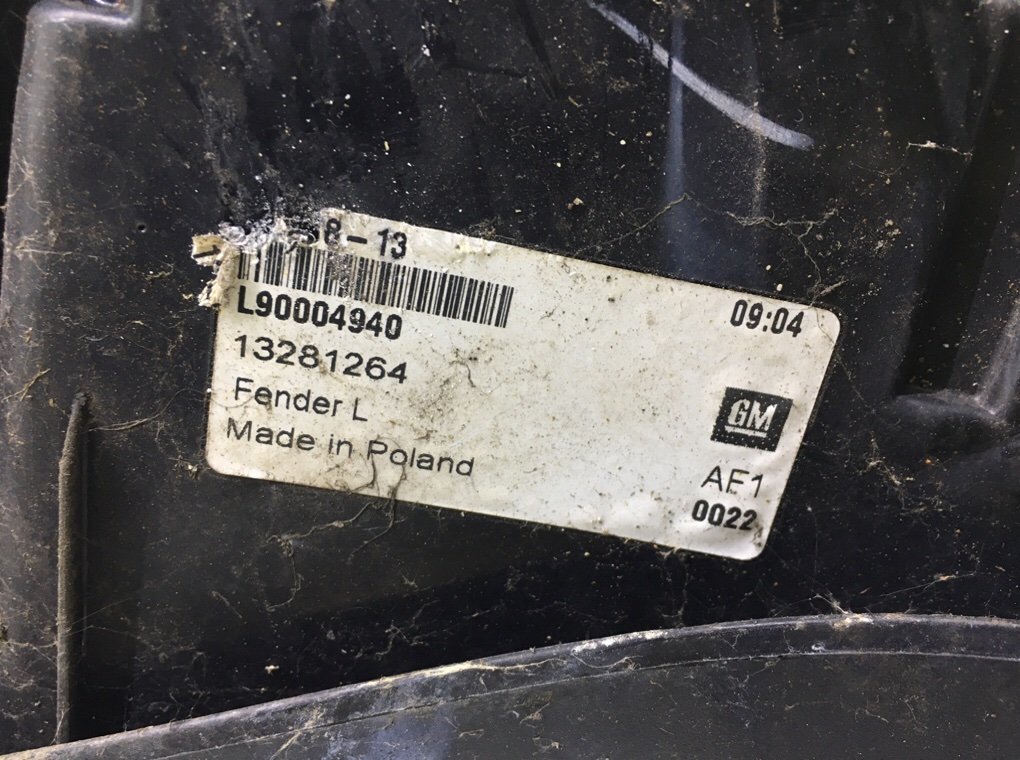 8-13
09:04
L90004940
13281264
Fender L
Made in Poland
GM
AF1
0022